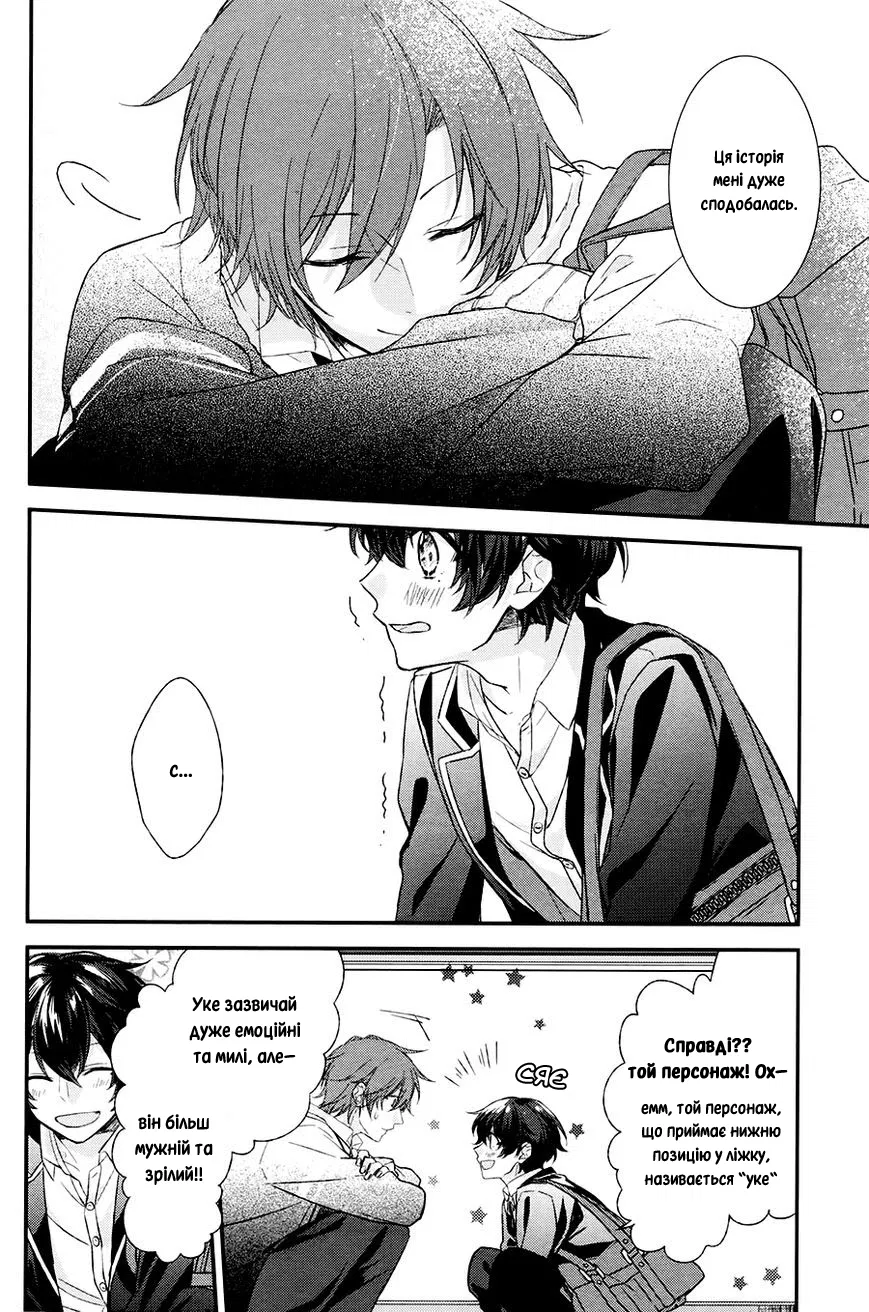 Ця історія
мені дуже
сподобалась.
с...
Справді??
той персонаж! Ох—
емм, той персонаж,
що приймає нижню
позицію у ліжку,
називається “уке“
СЯЄ
Уке зазвичай
дуже емоційні
та милі, але—
він більш
мужній та
зрілий!!